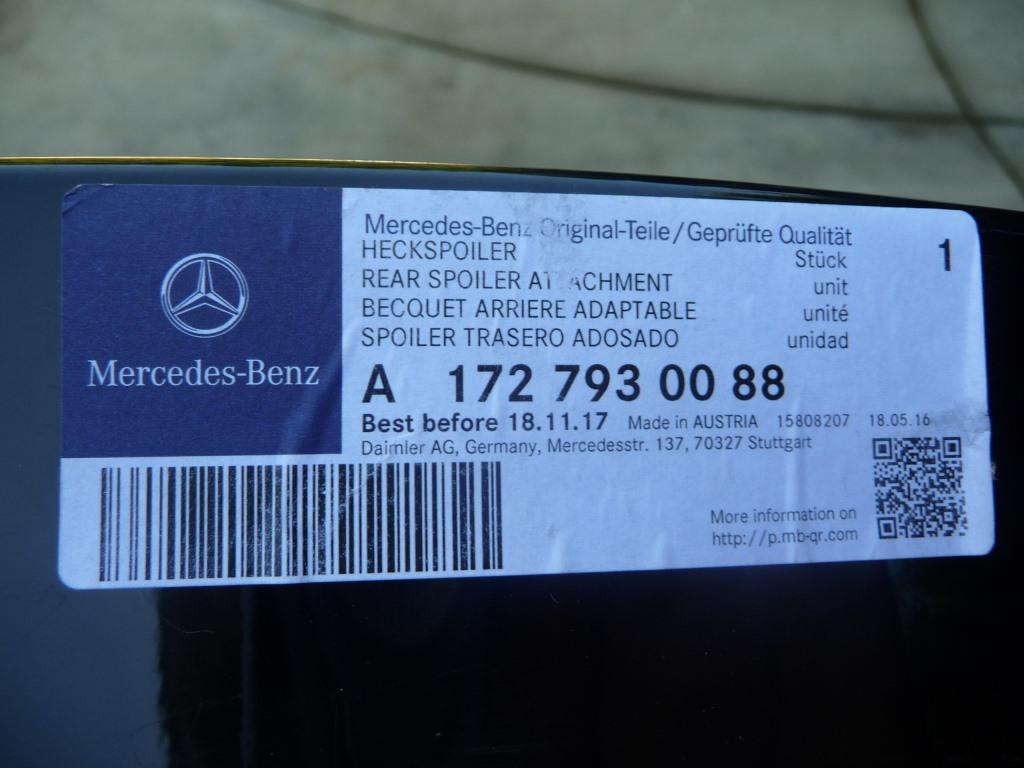 Mercedes-Benz
Mercedes-Benz Original-Teile/Geprüfte Qualität
HECKSPOILER Stück 1
REAR SPOILER ATTACHMENT unit
BECQUET ARRIERE ADAPTABLE unité
SPOILER TRASERO ADOSADO unidad
A 172 793 00 88
Best before 18.11.17 Made in AUSTRIA 15808207 18.05.16
Daimler AG, Germany, Mercedesstr. 137, 70327 Stuttgart
More information on
http://p.mb-qr.com